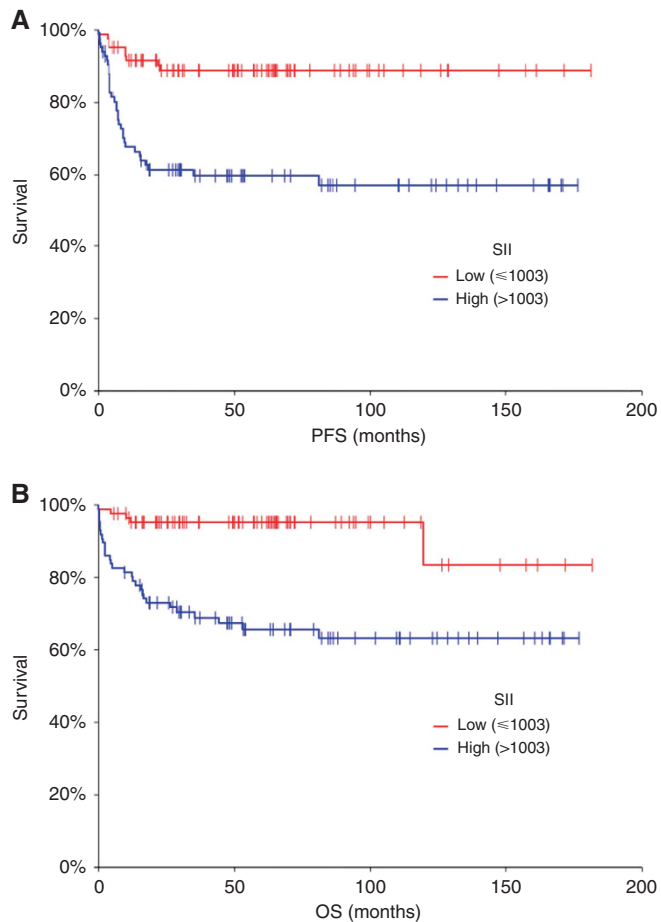 A
100%
80%
60%
40%
20%
0%
Survival
SII
Low (≤1003)
High (>1003)
0 50 100 150 200
PFS (months)
B
100%
80%
60%
40%
20%
0%
Survival
SII
Low (≤1003)
High (>1003)
0 50 100 150 200
OS (months)